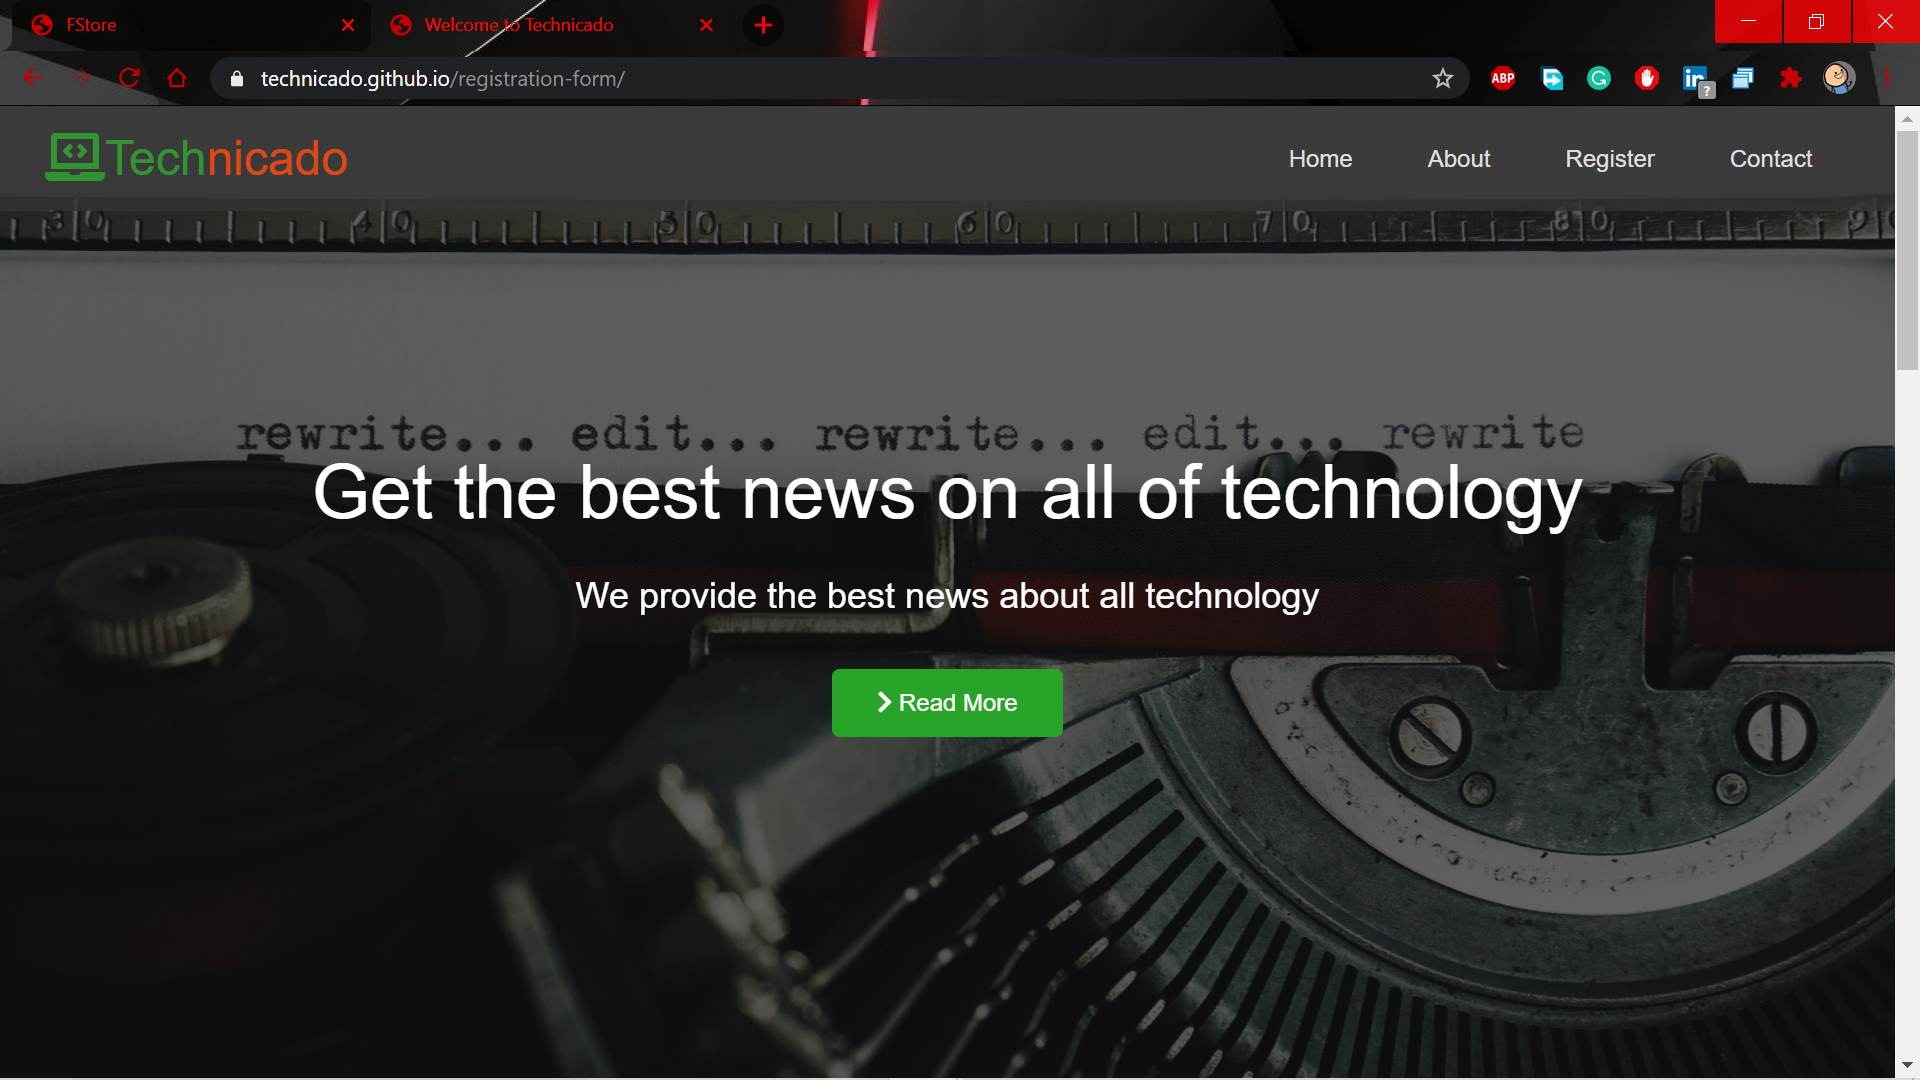 FStore
Welcome to Technicado
technicado.github.io/registration-form/
ABP
in
?
Technicado
Home
About
Register
Contact
30 40 50 60 70 80 90
rewrite... edit... rewrite... edit... rewrite
Get the best news on all of technology
We provide the best news about all technology
Read More